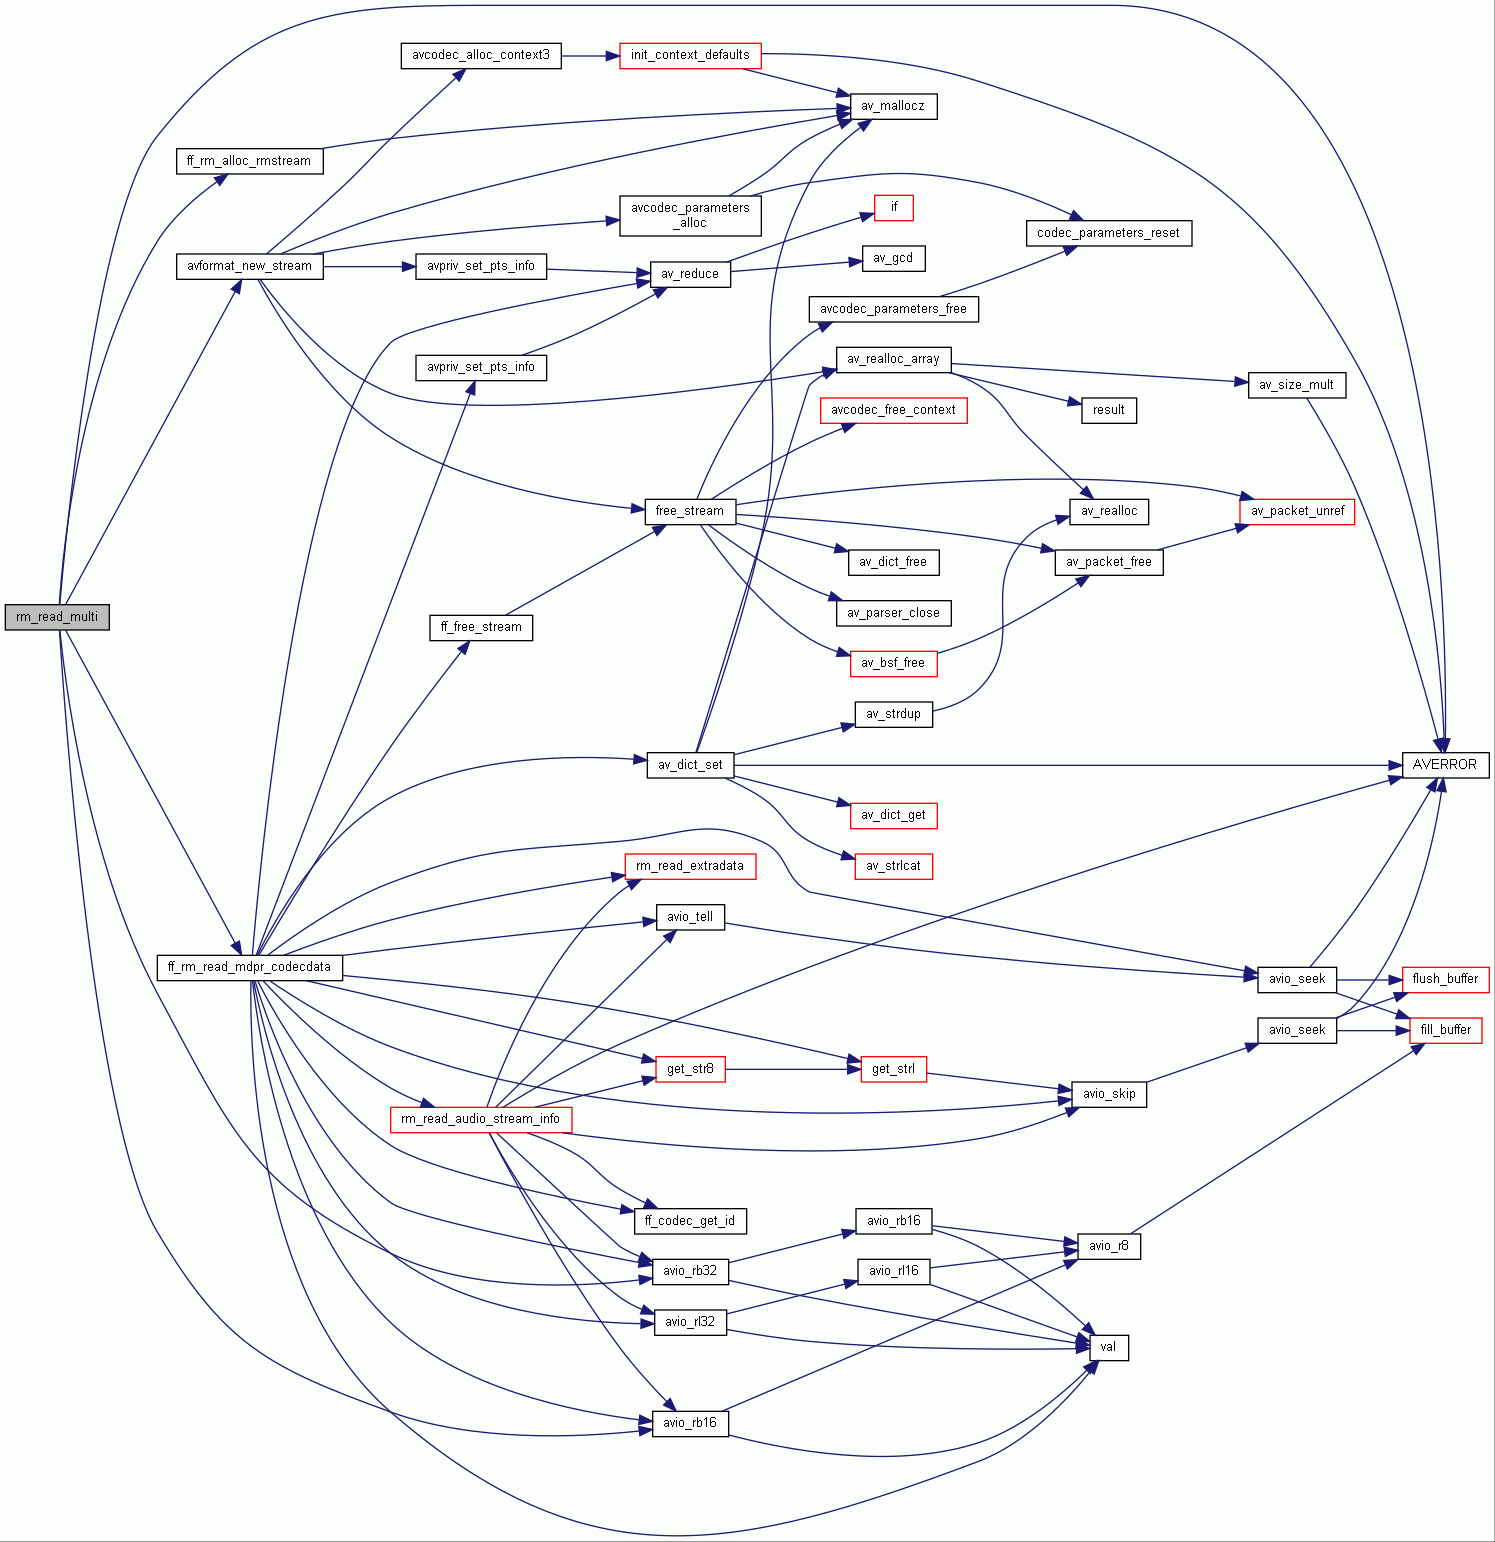 avcodec_alloc_context3
init_context_defaults
av_mallocz
ff_rm_alloc_rmstream
avcodec_parameters
_alloc
if
codec_parameters_reset
avformat_new_stream
avpriv_set_pts_info
av_reduce
av_gcd
avcodec_parameters_free
avpriv_set_pts_info
av_realloc_array
av_size_mult
avcodec_free_context
result
free_stream
av_realloc
av_packet_unref
av_dict_free
av_packet_free
rm_read_multi
ff_free_stream
av_parser_close
av_bsf_free
av_strdup
av_dict_set
AVERROR
av_dict_get
rm_read_extradata
av_strlcat
avio_tell
ff_rm_read_mdpr_codecdata
avio_seek
flush_buffer
avio_seek
fill_buffer
get_str8
get_strl
avio_skip
rm_read_audio_stream_info
ff_codec_get_id
avio_rb16
avio_r8
avio_rb32
avio_rl16
avio_rl32
val
avio_rb16